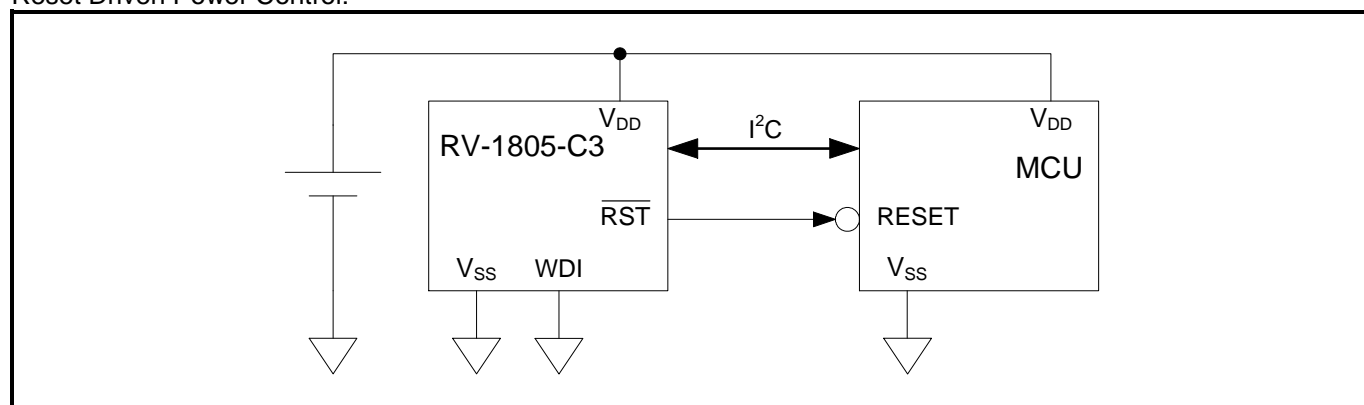 Reset Driven Power Control:
VDD
RV-1805-C3
I²C
VDD
MCU
RST
RESET
VSS
WDI
VSS